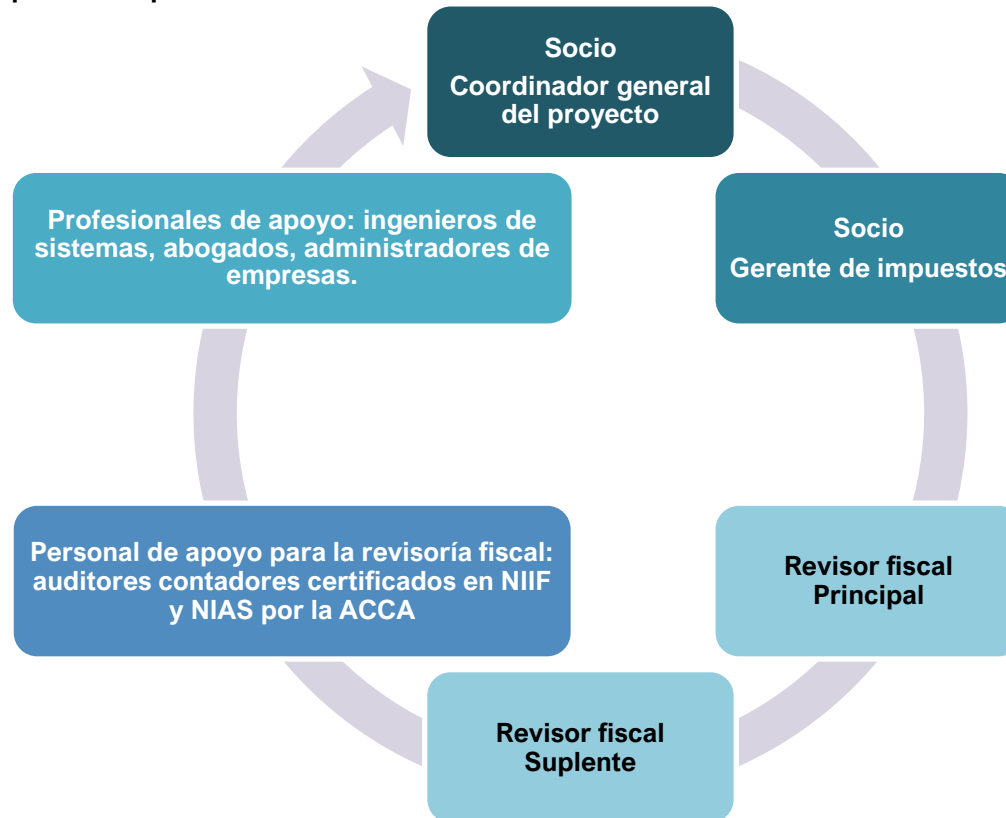 Socio
Coordinador general
del proyecto
Socio
Gerente de impuestos
Revisor fiscal
Principal
Revisor fiscal
Suplente
Personal de apoyo para la revisoría fiscal:
auditores contadores certificados en NIIF
y NIAS por la ACCA
Profesionales de apoyo: ingenieros de
sistemas, abogados, administradores de
empresas.